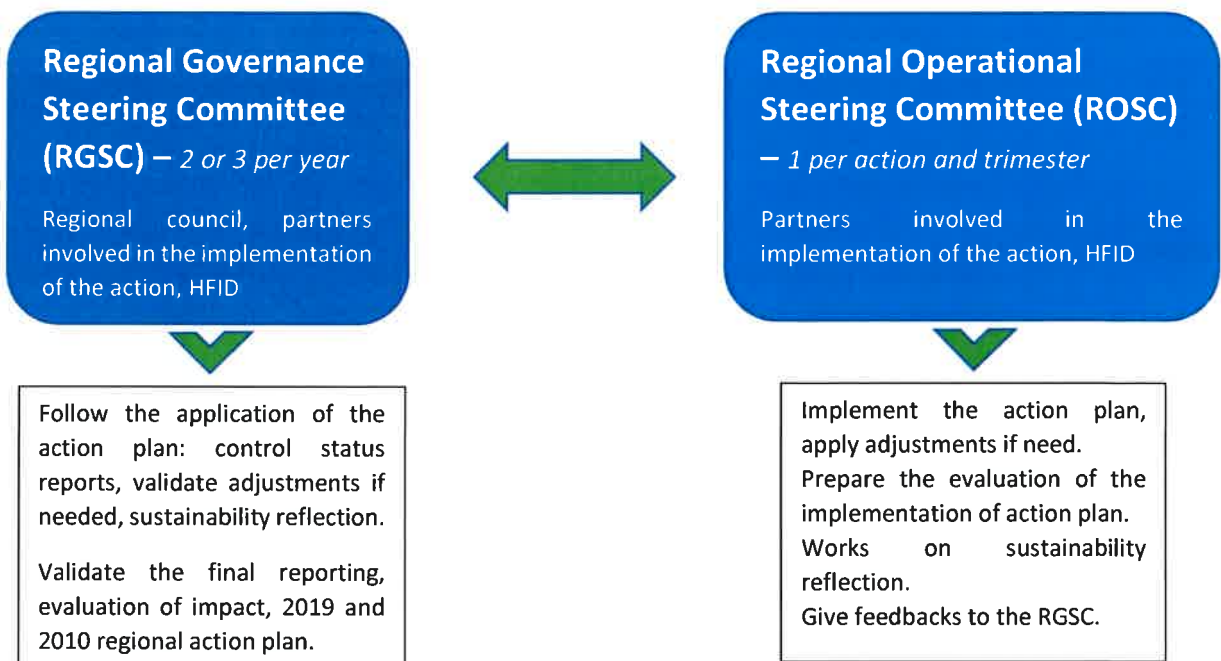 Regional Governance
Steering Committee
(RGSC) – 2 or 3 per year
Regional council, partners
involved in the implementation
of the action, HFID
Regional Operational
Steering Committee (ROSC)
– 1 per action and trimester
Partners involved in the
implementation of the action, HFID
Follow the application of the
action plan: control status
reports, validate adjustments if
needed, sustainability reflection.
Validate the final reporting,
evaluation of impact, 2019 and
2010 regional action plan.
Implement the action plan,
apply adjustments if need.
Prepare the evaluation of the
implementation of action plan.
Works on sustainability
reflection.
Give feedbacks to the RGSC.